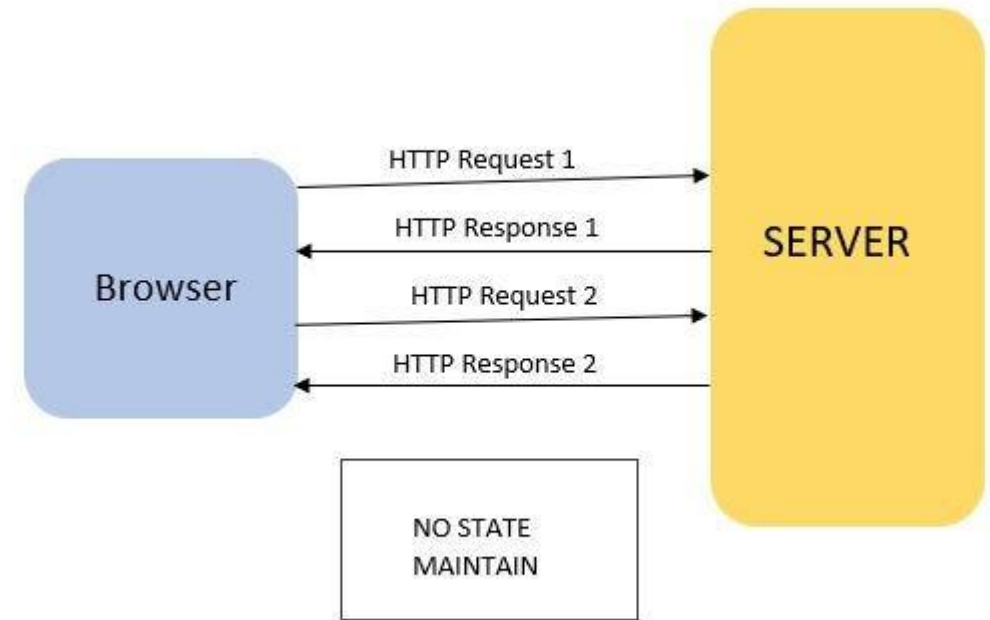 HTTP Request 1
HTTP Response 1
SERVER
Browser
HTTP Request 2
HTTP Response 2
NO STATE
MAINTAIN